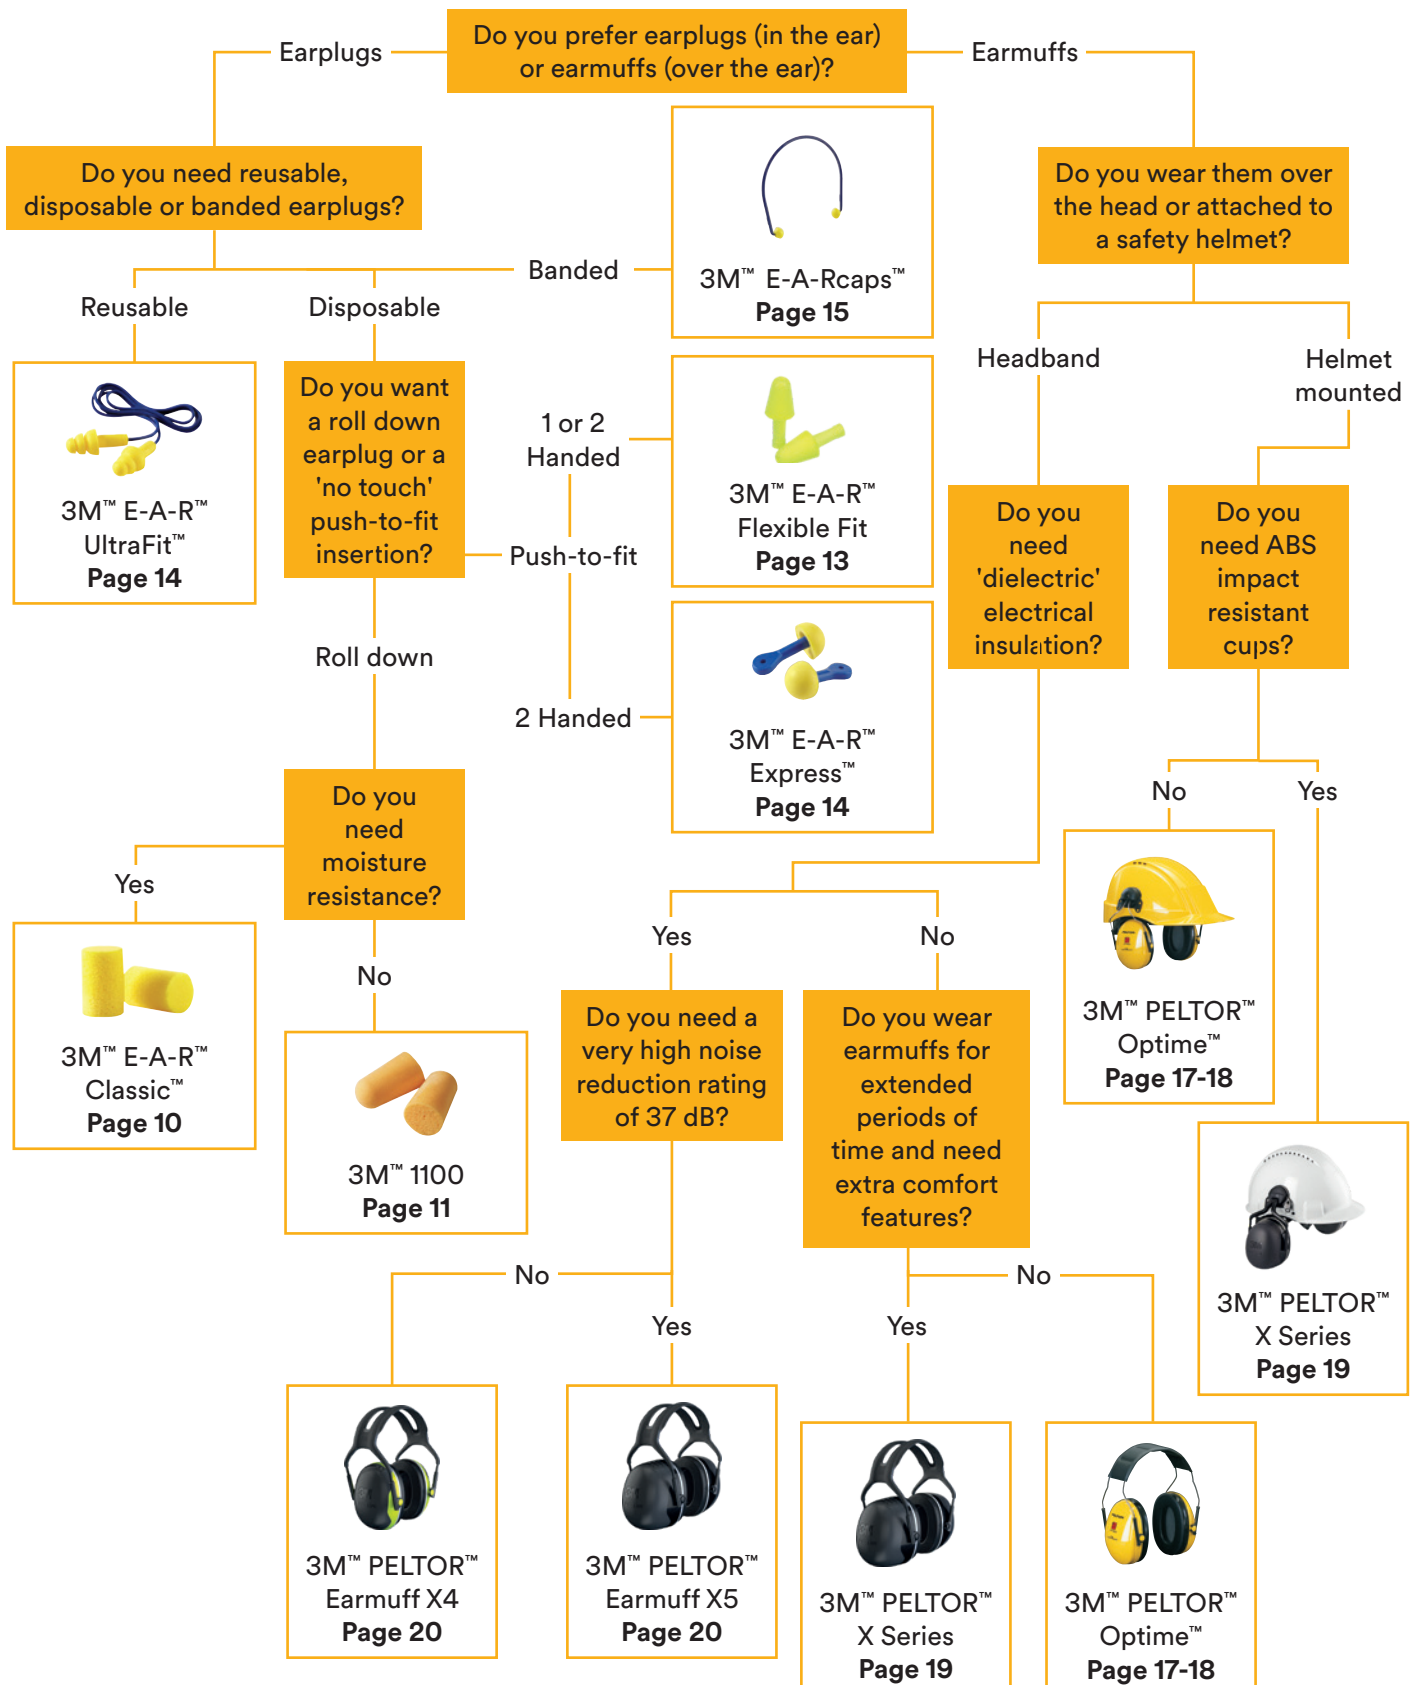 Do you prefer earplugs (in the ear)
or earmuffs (over the ear)?
Earplugs
Earmuffs
Do you need reusable,
disposable or banded earplugs?
Banded
3M™ E-A-Rcaps™
Page 15
Do you wear them over
the head or attached to
a safety helmet?
Reusable
Disposable
3M™ E-A-R™
UltraFit™
Page 14
Do you want
a roll down
earplug or a
'no touch'
push-to-fit
insertion?
Push-to-fit
1 or 2
Handed
3M™ E-A-R™
Flexible Fit
Page 13
2 Handed
3M™ E-A-R™
Express™
Page 14
Roll down
Do you
need
moisture
resistance?
Yes
3M™ E-A-R™
Classic™
Page 10
No
3M™ 1100
Page 11
Headband
Helmet
mounted
Do you
need
'dielectric'
electrical
insulation?
Do you
need ABS
impact
resistant
cups?
No
Yes
3M™ PELTOR™
Optime™
Page 17-18
3M™ PELTOR™
X Series
Page 19
Yes
No
Do you need a
very high noise
reduction rating
of 37 dB?
Do you wear
earmuffs for
extended
periods of
time and need
extra comfort
features?
No
Yes
Yes
No
3M™ PELTOR™
Earmuff X4
Page 20
3M™ PELTOR™
Earmuff X5
Page 20
3M™ PELTOR™
X Series
Page 19
3M™ PELTOR™
Optime™
Page 17-18